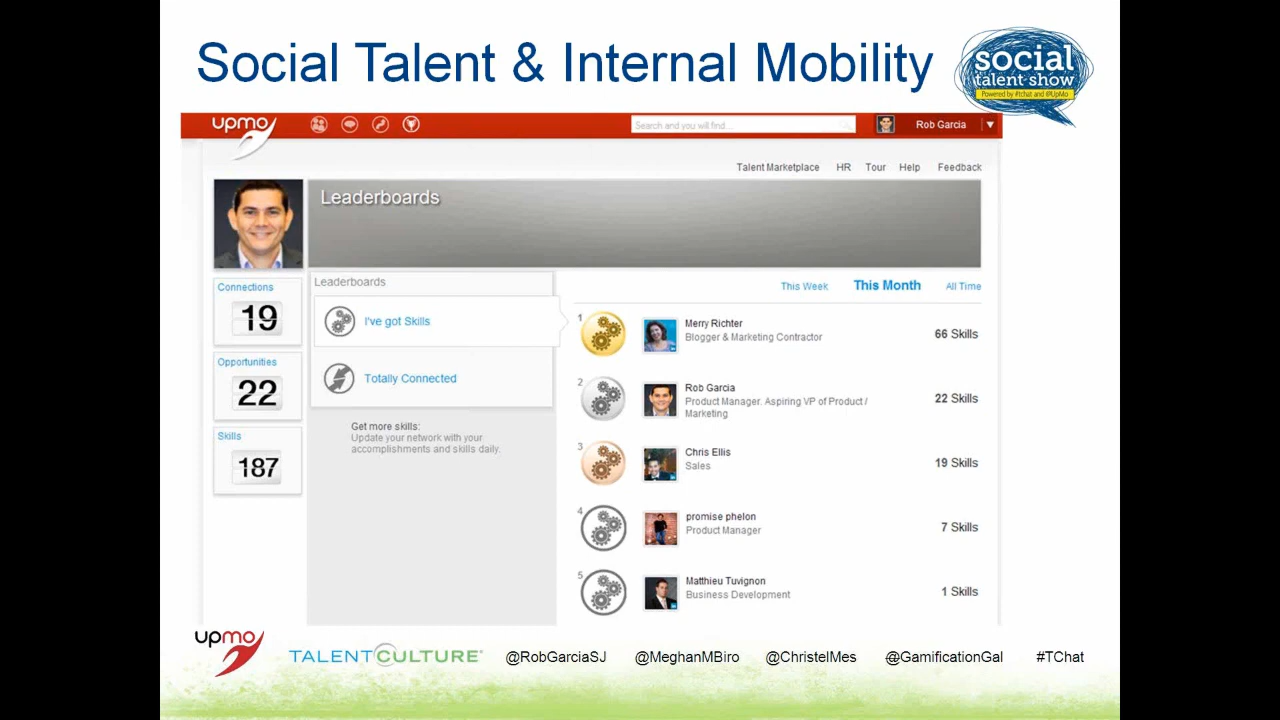 Social Talent & Internal Mobility
social
talent show
Powered by #tchat and @UpMo
upmo
Search and you will find...
Rob Garcia
Talent Marketplace
HR
Tour
Help
Feedback
Leaderboards
Connections
19
Opportunities
22
Skills
187
Leaderboards
I've got Skills
Totally Connected
Get more skills:
Update your network with your
accomplishments and skills daily.
This Week
This Month
All Time
1
Merry Richter
Blogger & Marketing Contractor
66 Skills
2
Rob Garcia
Product Manager. Aspiring VP of Product /
Marketing
22 Skills
3
Chris Ellis
Sales
19 Skills
4
promise phelon
Product Manager
7 Skills
5
Matthieu Tuvignon
Business Development
1 Skills
upmo
TALENTCULTURE
@RobGarciaSJ
@MeghanMBiro
@ChristelMes
@GamificationGal
#TChat